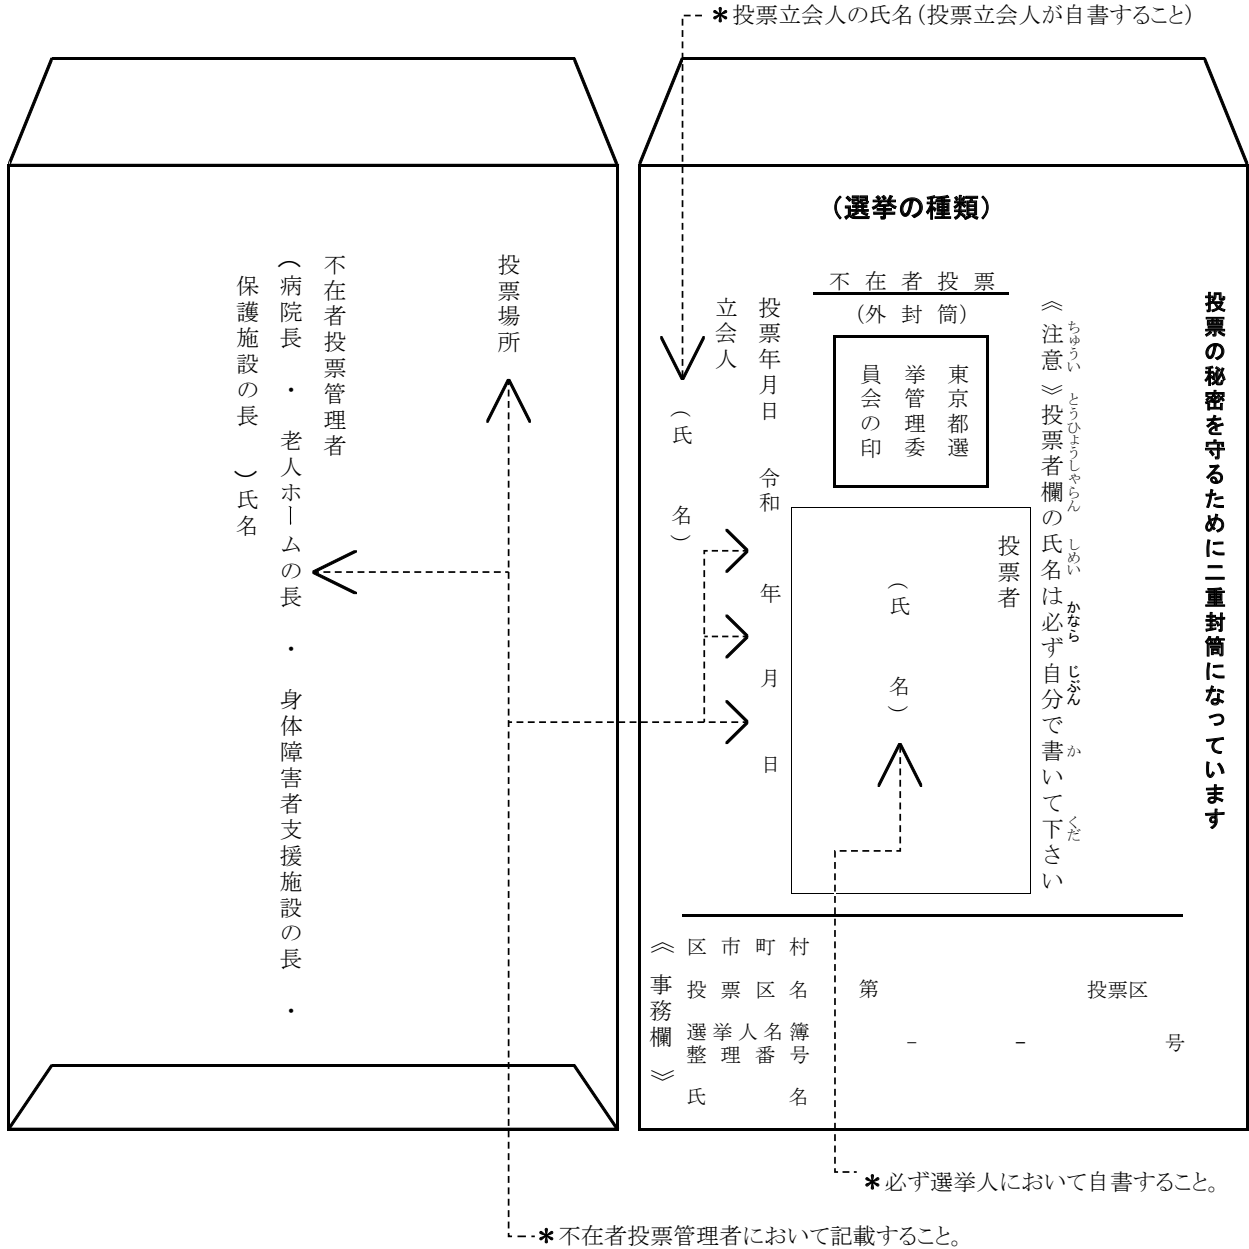 ＊投票立会人の氏名（投票立会人が自書すること）
投票場所
不在者投票管理者
（病院長　・　老人ホームの長　・　身体障害者支援施設の長　・
保護施設の長　）氏名
（選挙の種類）
投票の秘密を守るために二重封筒になっています
ちゅうい　とうひょうしゃらん　しめい　かなら　じぶん　か　くだ
《注意》投票者欄の氏名は必ず自分で書いて下さい
不在者投票
（外封筒）
東京都選
挙管理委
員会の印
投票者
（氏　　名）
投票年月日　令和　　年　　月　　日
立会人
（氏　　名）
《事務欄》
区市町村
投票区名　第　　　　投票区
選挙人名簿
整理番号　　－　　－　　号
氏　　名
＊必ず選挙人において自書すること。
＊不在者投票管理者において記載すること。